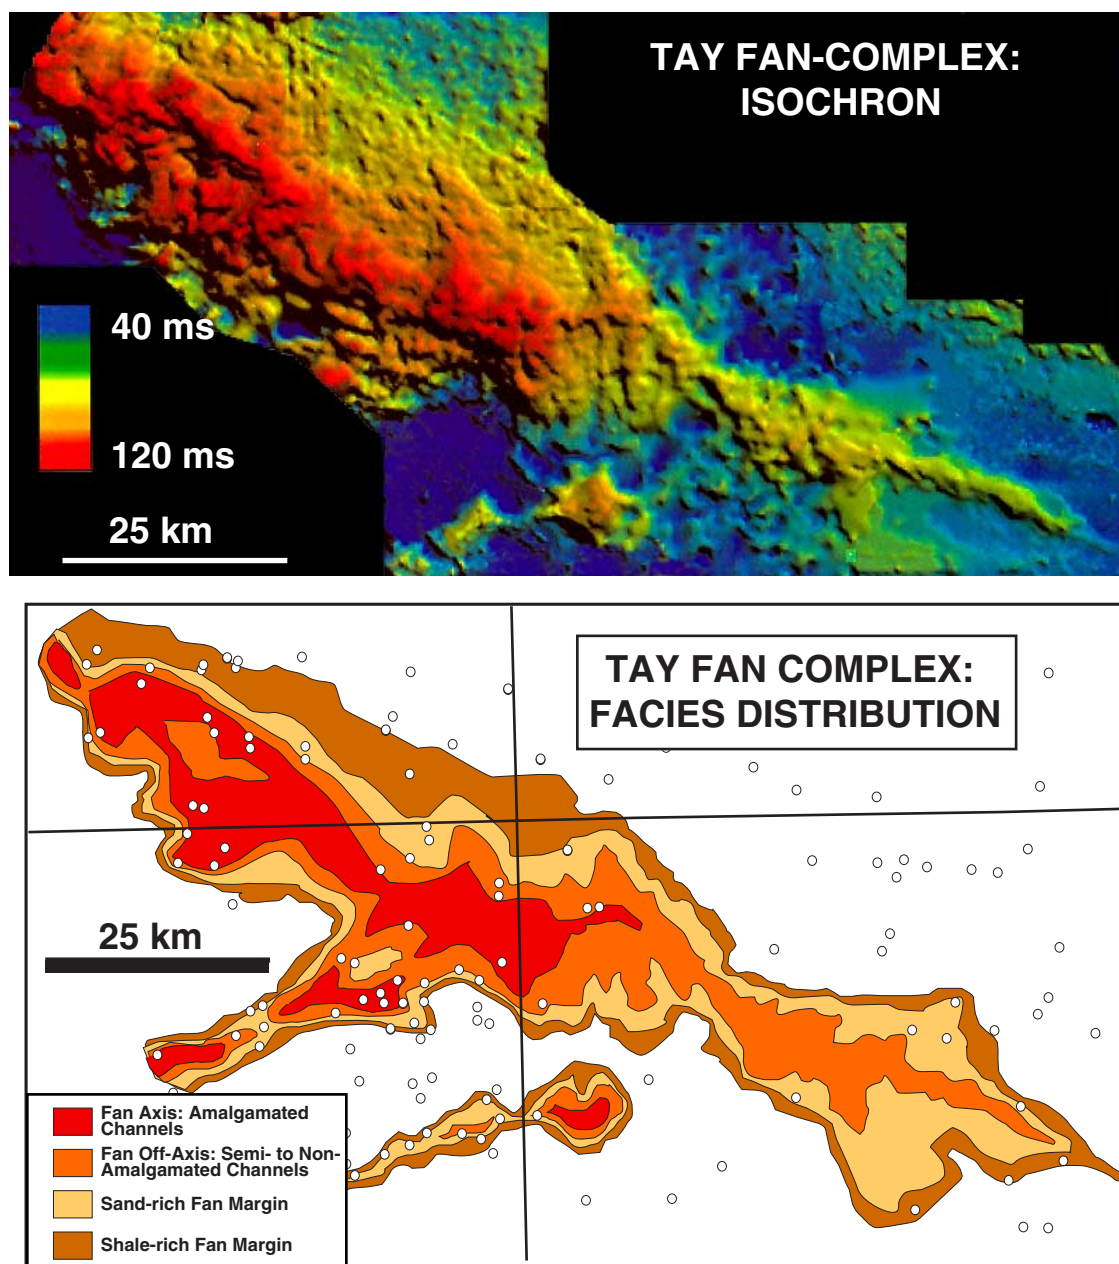 TAY FAN-COMPLEX:
ISOCHRON
40 ms
120 ms
25 km
TAY FAN COMPLEX:
FACIES DISTRIBUTION
25 km
Fan Axis: Amalgamated
Channels
Fan Off-Axis: Semi- to Non-
Amalgamated Channels
Sand-rich Fan Margin
Shale-rich Fan Margin